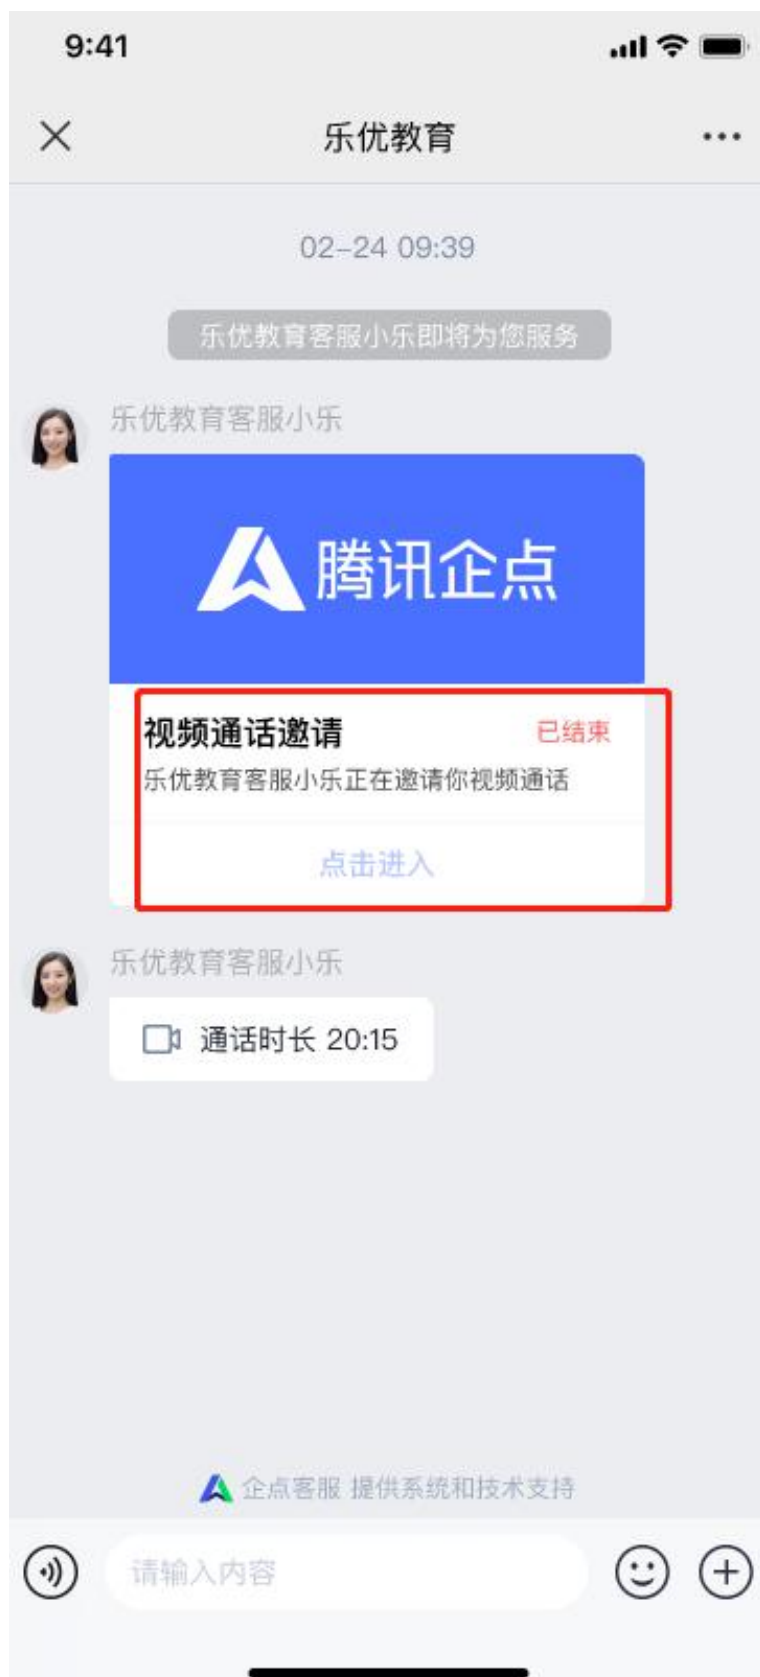 9:41
乐优教育
02-24 09:39
乐优教育客服小乐即将为您服务
乐优教育客服小乐
腾讯企点
视频通话邀请 已结束
乐优教育客服小乐正在邀请你视频通话
点击进入
乐优教育客服小乐
通话时长 20:15
企点客服 提供系统和技术支持
请输入内容